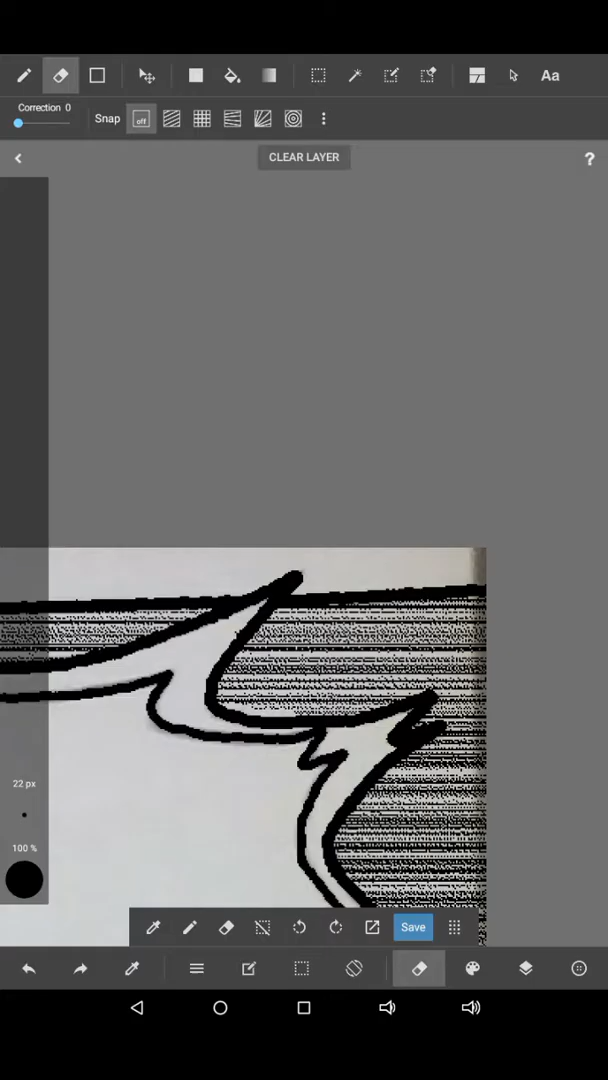 Aa
Correction 0
Snap
off
CLEAR LAYER
?
22 px
100 %
Save